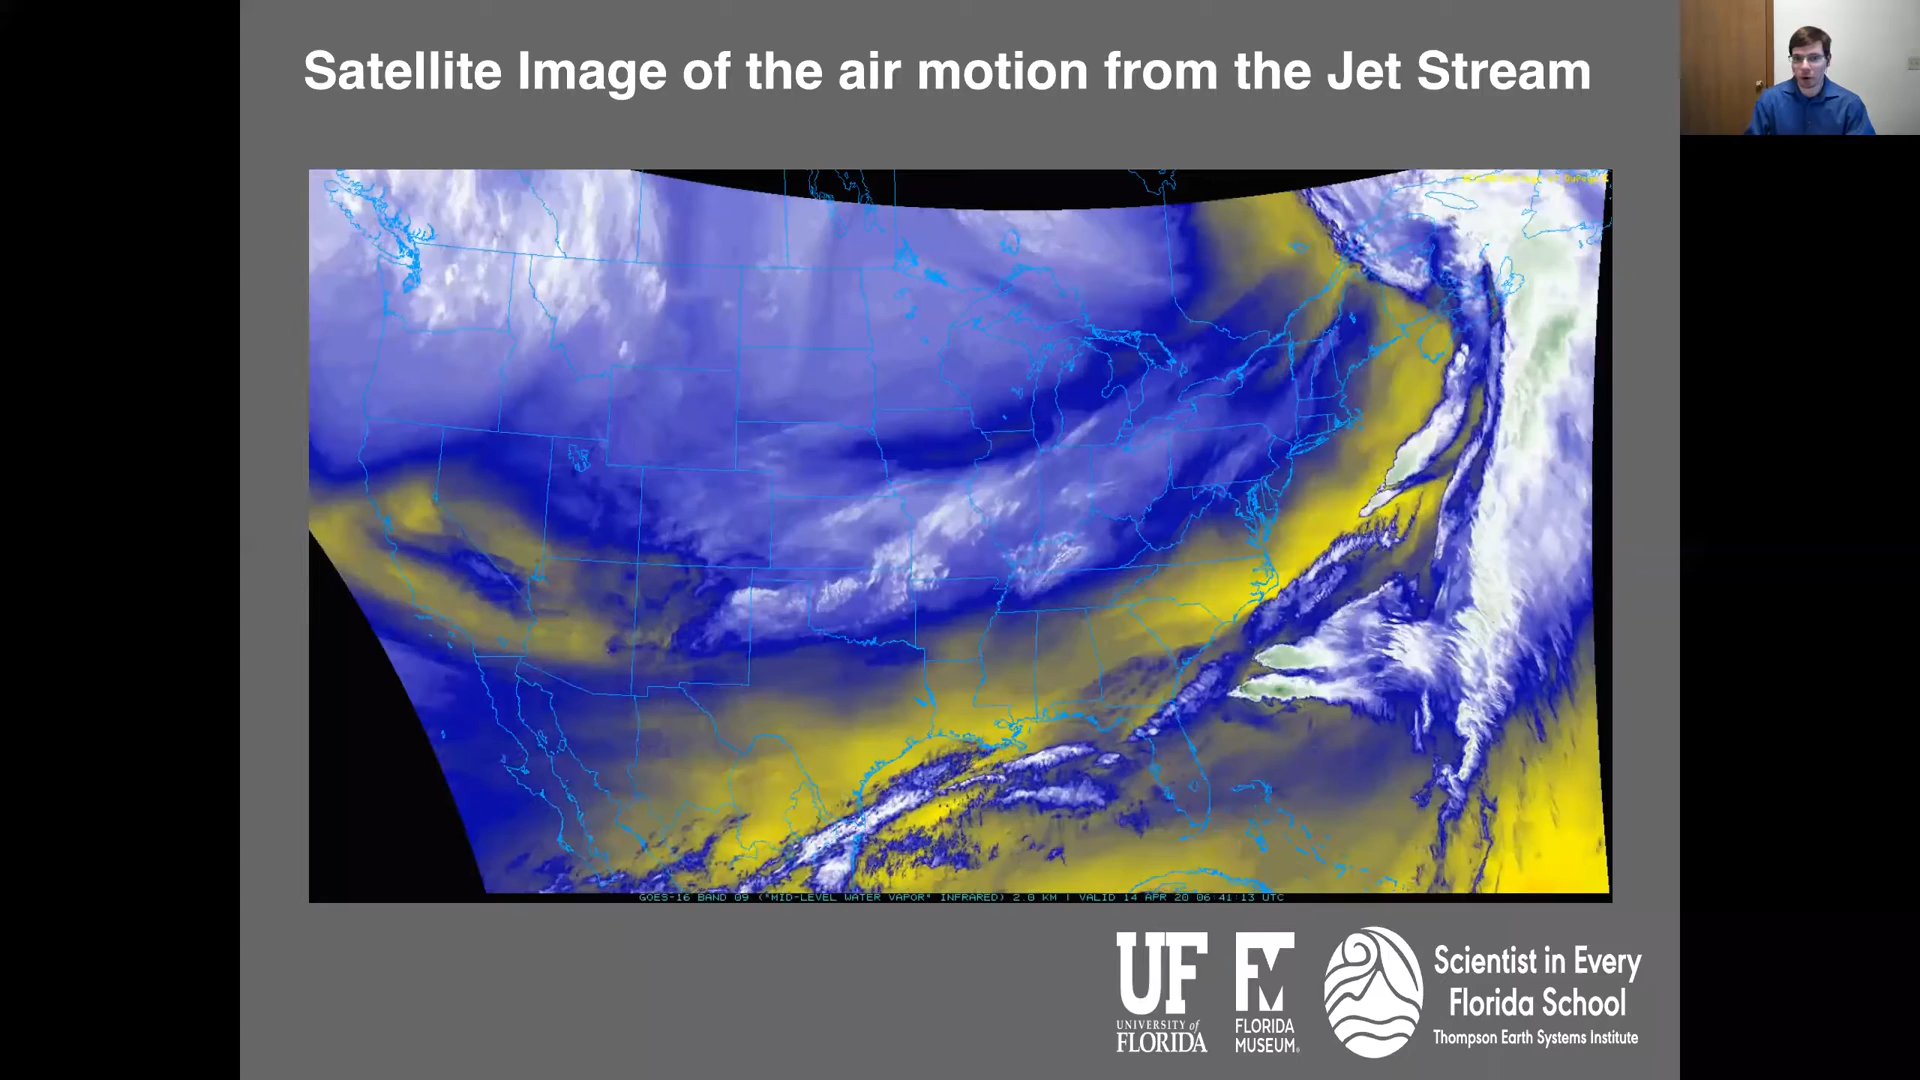 Satellite Image of the air motion from the Jet Stream
GOES-16 BAND 09 ("MID-LEVEL WATER VAPOR" INFRARED) 2.0 KM | VALID 14 APR 20 06:41:13 UTC
UF
UNIVERSITY of
FLORIDA
FM
FLORIDA
MUSEUM®
Scientist in Every
Florida School
Thompson Earth Systems Institute